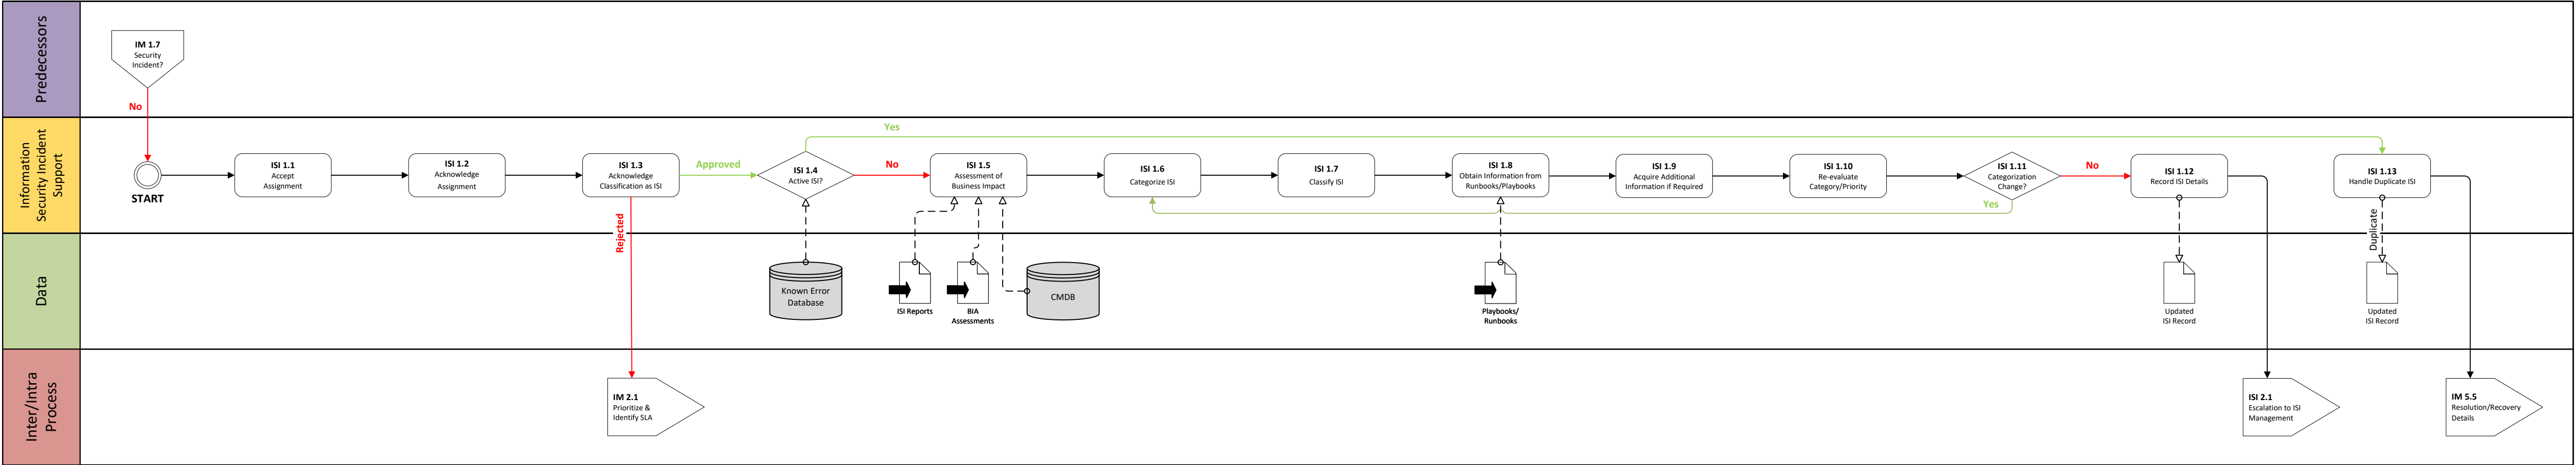 Predecessors
IM 1.7
Security
Incident?
No
Information
Security Incident
Support
START
ISI 1.1
Accept
Assignment
ISI 1.2
Acknowledge
Assignment
ISI 1.3
Acknowledge
Classification as ISI
Approved
Rejected
ISI 1.4
Active ISI?
Yes
No
ISI 1.5
Assessment of
Business Impact
ISI 1.6
Categorize ISI
ISI 1.7
Classify ISI
ISI 1.8
Obtain Information from
Runbooks/Playbooks
ISI 1.9
Acquire Additional
Information if Required
ISI 1.10
Re-evaluate
Category/Priority
ISI 1.11
Categorization
Change?
Yes
No
ISI 1.12
Record ISI Details
ISI 1.13
Handle Duplicate ISI
Duplicate
Data
Known Error
Database
ISI Reports
BIA
Assessments
CMDB
Playbooks/
Runbooks
Updated
ISI Record
Updated
ISI Record
Inter/Intra
Process
IM 2.1
Prioritize &
Identify SLA
ISI 2.1
Escalation to ISI
Management
IM 5.5
Resolution/Recovery
Details